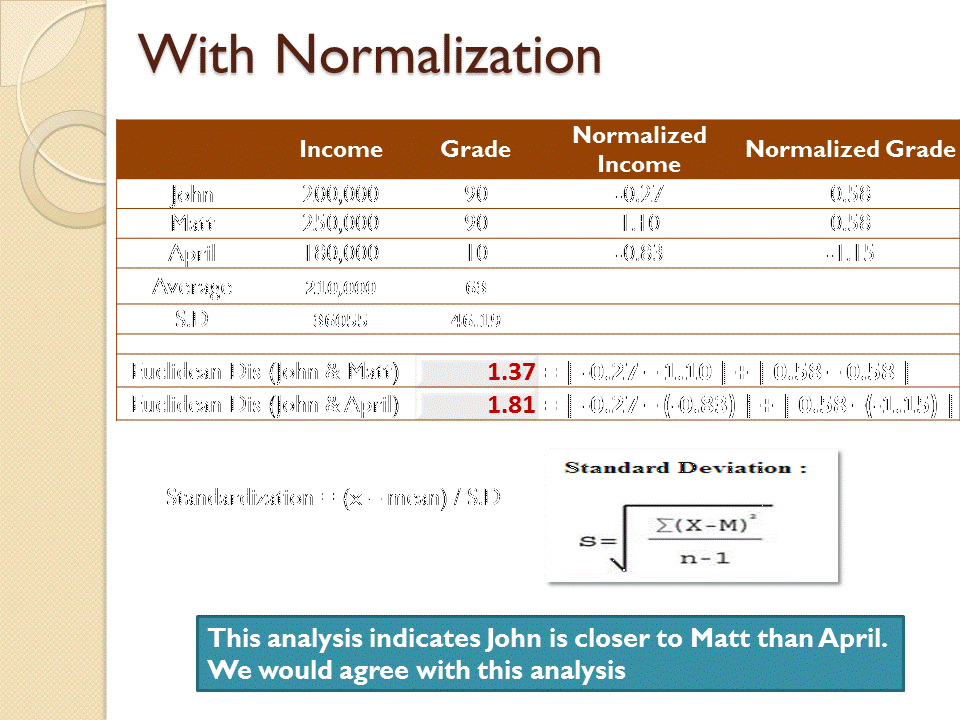 With Normalization
Income Grade Normalized Income Normalized Grade
John 200,000 90 -0.27 0.58
Matt 250,000 90 1.10 0.58
April 180,000 10 -0.83 -1.15
Average 210,000 63
S.D 36055 46.19
Euclidean Dis (John & Matt) 1.37 = | -0.27 – 1.10 | + | 0.58 – 0.58 |
Euclidean Dis (John & April) 1.81 = | -0.27 – (-0.83) | + | 0.58- (-1.15) |
Standard Deviation :
Standardization = (x – mean) / S.D
S=√Σ(X-M)²
n-1
This analysis indicates John is closer to Matt than April.
We would agree with this analysis